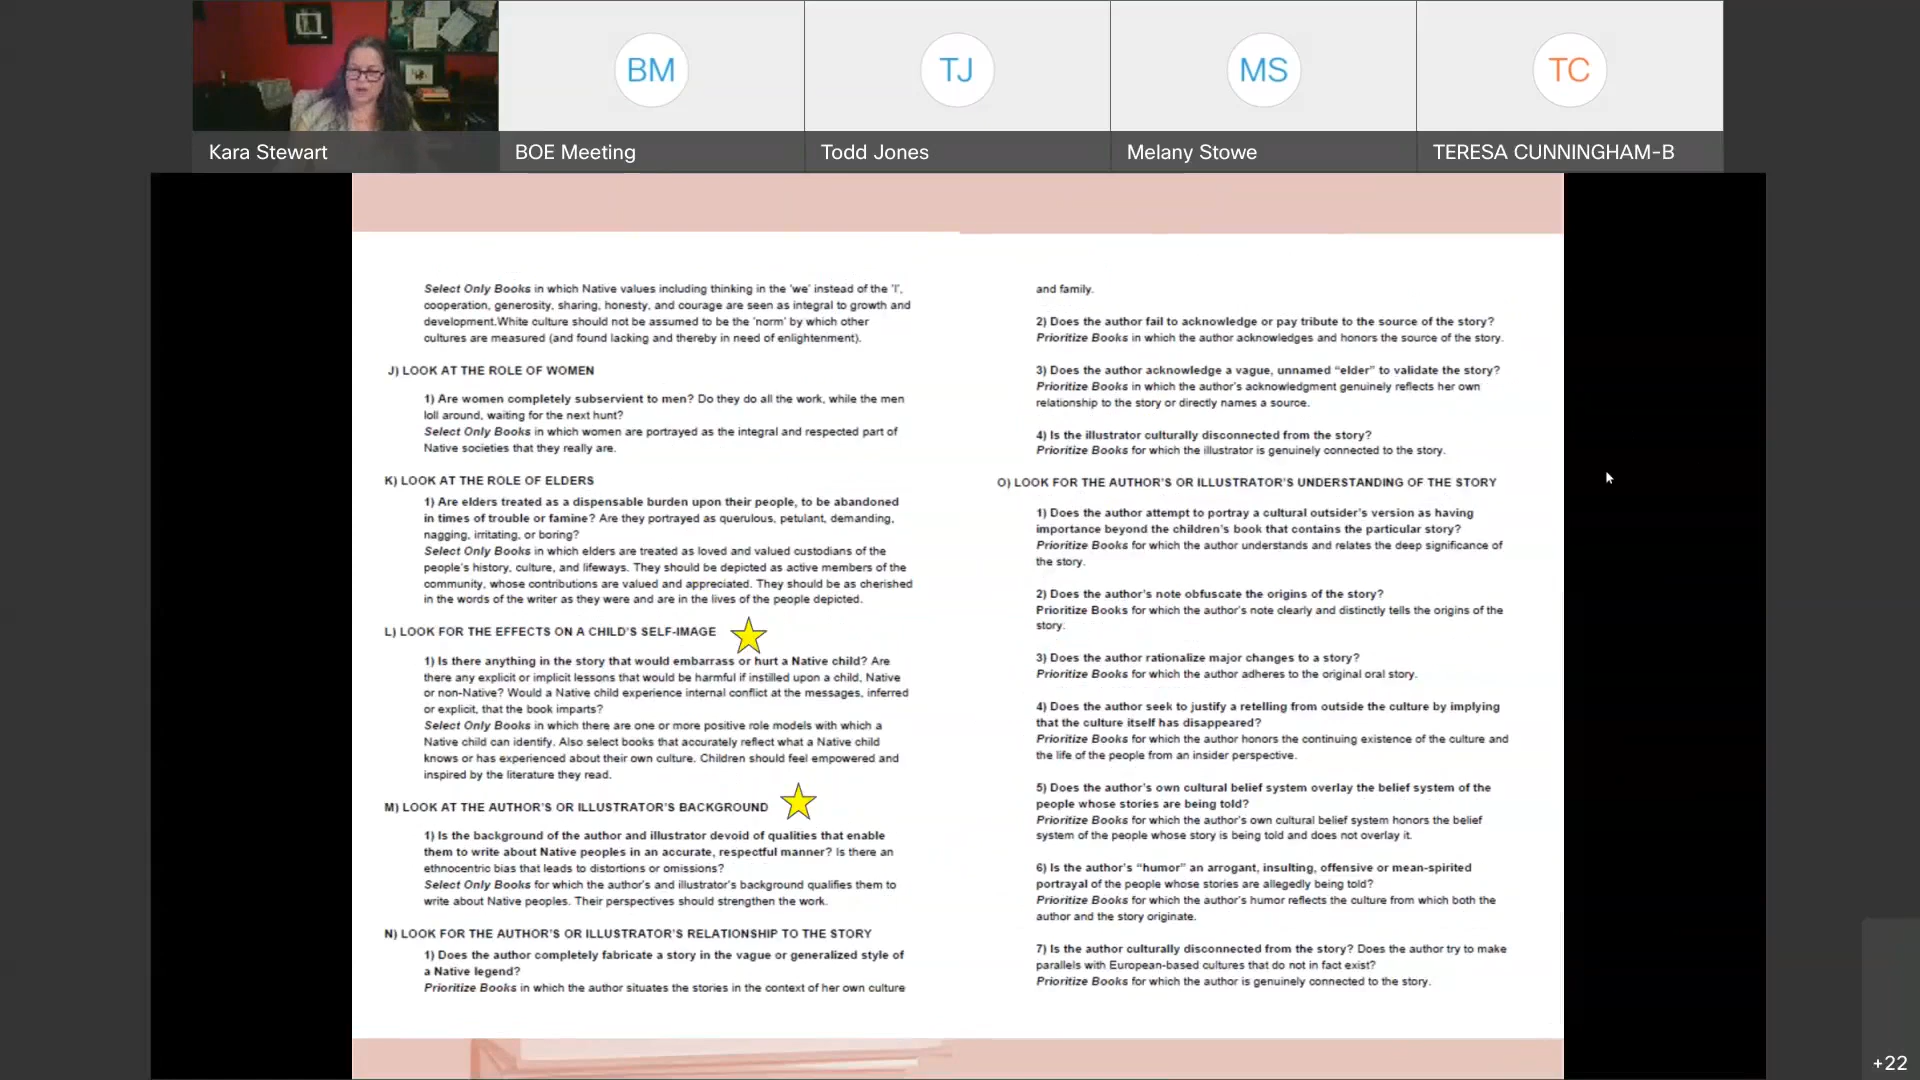 BM
TJ
MS
TC
Kara Stewart
BOE Meeting
Todd Jones
Melany Stowe
TERESA CUNNINGHAM-B
Select Only Books in which Native values including thinking in the 'we' instead of the 'I',
cooperation, generosity, sharing, honesty, and courage are seen as integral to growth and
development.White culture should not be assumed to be the 'norm' by which other
cultures are measured (and found lacking and thereby in need of enlightenment).
J) LOOK AT THE ROLE OF WOMEN
1) Are women completely subservient to men? Do they do all the work, while the men
loll around, waiting for the next hunt?
Select Only Books in which women are portrayed as the integral and respected part of
Native societies that they really are.
K) LOOK AT THE ROLE OF ELDERS
1) Are elders treated as a dispensable burden upon their people, to be abandoned
in times of trouble or famine? Are they portrayed as querulous, petulant, demanding,
nagging, irritating, or boring?
Select Only Books in which elders are treated as loved and valued custodians of the
people's history, culture, and lifeways. They should be depicted as active members of the
community, whose contributions are valued and appreciated. They should be as cherished
in the words of the writer as they were and are in the lives of the people depicted.
L) LOOK FOR THE EFFECTS ON A CHILD'S SELF-IMAGE
1) Is there anything in the story that would embarrass or hurt a Native child? Are
there any explicit or implicit lessons that would be harmful if instilled upon a child, Native
or non-Native? Would a Native child experience internal conflict at the messages, inferred
or explicit, that the book imparts?
Select Only Books in which there are one or more positive role models with which a
Native child can identify. Also select books that accurately reflect what a Native child
knows or has experienced about their own culture. Children should feel empowered and
inspired by the literature they read.
M) LOOK AT THE AUTHOR'S OR ILLUSTRATOR'S BACKGROUND
1) Is the background of the author and illustrator devoid of qualities that enable
them to write about Native peoples in an accurate, respectful manner? Is there an
ethnocentric bias that leads to distortions or omissions?
Select Only Books for which the author's and illustrator's background qualifies them to
write about Native peoples. Their perspectives should strengthen the work.
N) LOOK FOR THE AUTHOR'S OR ILLUSTRATOR'S RELATIONSHIP TO THE STORY
1) Does the author completely fabricate a story in the vague or generalized style of
a Native legend?
Prioritize Books in which the author situates the stories in the context of her own culture
and family.
2) Does the author fail to acknowledge or pay tribute to the source of the story?
Prioritize Books in which the author acknowledges and honors the source of the story.
3) Does the author acknowledge a vague, unnamed "elder" to validate the story?
Prioritize Books in which the author's acknowledgment genuinely reflects her own
relationship to the story or directly names a source.
4) Is the illustrator culturally disconnected from the story?
Prioritize Books for which the illustrator is genuinely connected to the story.
O) LOOK FOR THE AUTHOR'S OR ILLUSTRATOR'S UNDERSTANDING OF THE STORY
1) Does the author attempt to portray a cultural outsider's version as having
importance beyond the children's book that contains the particular story?
Prioritize Books for which the author understands and relates the deep significance of
the story.
2) Does the author's note obfuscate the origins of the story?
Prioritize Books for which the author's note clearly and distinctly tells the origins of the
story.
3) Does the author rationalize major changes to a story?
Prioritize Books for which the author adheres to the original oral story.
4) Does the author seek to justify a retelling from outside the culture by implying
that the culture itself has disappeared?
Prioritize Books for which the author honors the continuing existence of the culture and
the life of the people from an insider perspective.
5) Does the author's own cultural belief system overlay the belief system of the
people whose stories are being told?
Prioritize Books for which the author's own cultural belief system honors the belief
system of the people whose story is being told and does not overlay it.
6) Is the author's "humor" an arrogant, insulting, offensive or mean-spirited
portrayal of the people whose stories are allegedly being told?
Prioritize Books for which the author's humor reflects the culture from which both the
author and the story originate.
7) Is the author culturally disconnected from the story? Does the author try to make
parallels with European-based cultures that do not in fact exist?
Prioritize Books for which the author is genuinely connected to the story.
+22